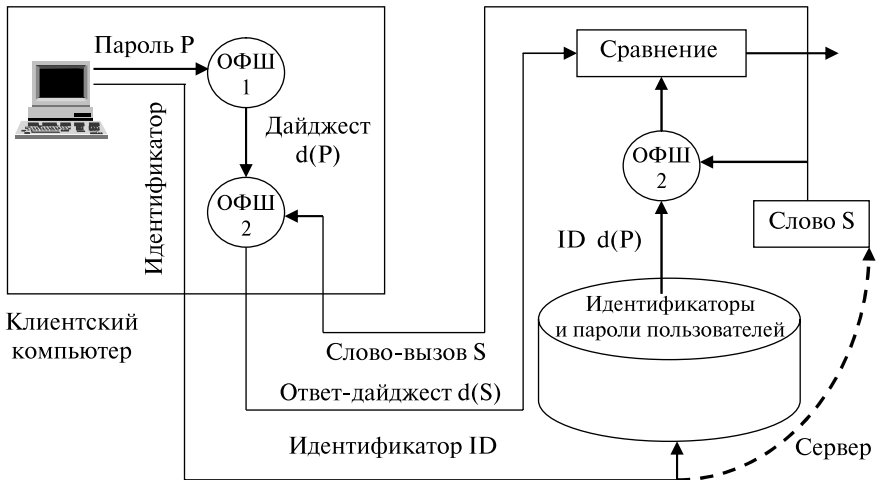 Пароль P
ОФШ
1
Дайджест
d(P)
Идентификатор
ОФШ
2
Клиентский
компьютер
Сравнение
ОФШ
2
Слово S
ID d(P)
Идентификаторы
и пароли пользователей
Слово-вызов S
Ответ-дайджест d(S)
Идентификатор ID
Сервер